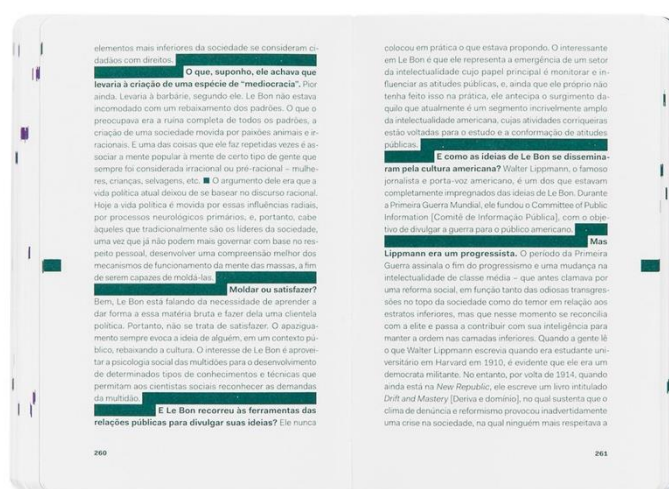 elementos mais inferiores da sociedade se consideram ci-
dadãos com direitos.
O que, suponho, ele achava que
levaria à criação de uma espécie de “mediocracia”. Pior
ainda. Levaria à barbárie, segundo ele. Le Bon não estava
incomodado com um rebaixamento dos padrões. O que o
preocupava era a ruína completa de todos os padrões, a
criação de uma sociedade movida por paixões animais e ir-
racionais. E uma das coisas que ele faz repetidas vezes é as-
sociar a mente popular à mente de certo tipo de gente que
sempre foi considerada irracional ou pré-racional – mulhe-
res, crianças, selvagens, etc. ■ O argumento dele era que a
vida política atual deixou de se basear no discurso racional.
Hoje a vida política é movida por essas influências radiais,
por processos neurológicos primários, e, portanto, cabe
àqueles que tradicionalmente são os líderes da sociedade,
uma vez que já não podem mais governar com base no res-
peito pessoal, desenvolver uma compreensão melhor dos
mecanismos de funcionamento da mente das massas, a fim
de serem capazes de moldá-las.
Moldar ou satisfazer?
Bem, Le Bon está falando da necessidade de aprender a
dar forma a essa matéria bruta e fazer dela uma clientela
política. Portanto, não se trata de satisfazer. O apazigua-
mento sempre evoca a ideia de alguém, em um contexto pú-
blico, rebaixando a cultura. O interesse de Le Bon é aprovei-
tar a psicologia social das multidões para o desenvolvimento
de determinados tipos de conhecimentos e técnicas que
permitam aos cientistas sociais reconhecer as demandas
da multidão.
E Le Bon recorreu às ferramentas das
relações públicas para divulgar suas ideias? Ele nunca
260
colocou em prática o que estava propondo. O interessante
em Le Bon é que ele representa a emergência de um setor
da intelectualidade cujo papel principal é monitorar e in-
fluenciar as atitudes públicas, e, ainda que ele próprio não
tenha feito isso na prática, ele antecipa o surgimento da-
quilo que atualmente é um segmento incrivelmente amplo
da intelectualidade americana, cujas atividades corriqueiras
estão voltadas para o estudo e a conformação de atitudes
públicas.
E como as ideias de Le Bon se dissemina-
ram pela cultura americana? Walter Lippmann, o famoso
jornalista e porta-voz americano, é um dos que estavam
completamente impregnados das ideias de Le Bon. Durante
a Primeira Guerra Mundial, ele fundou o Committee of Public
Information [Comitê de Informação Pública], com o obje-
tivo de divulgar a guerra para o público americano.
Mas
Lippmann era um progressista. O período da Primeira
Guerra assinala o fim do progressismo e uma mudança na
intelectualidade de classe média – que antes clamava por
uma reforma social, em função tanto das odiosas transgres-
sões no topo da sociedade como do temor em relação aos
estratos inferiores, mas que nesse momento se reconcilia
com a elite e passa a contribuir com sua inteligência para
manter a ordem nas camadas inferiores. Quando a gente lê
o que Walter Lippmann escrevia quando era estudante uni-
versitário em Harvard em 1910, é evidente que ele era um
democrata militante. No entanto, por volta de 1914, quando
ainda está na New Republic, ele escreve um livro intitulado
Drift and Mastery [Deriva e domínio], no qual sustenta que o
clima de denúncia e reformismo provocou inadvertidamente
uma crise na sociedade, na qual ninguém mais respeitava a
261